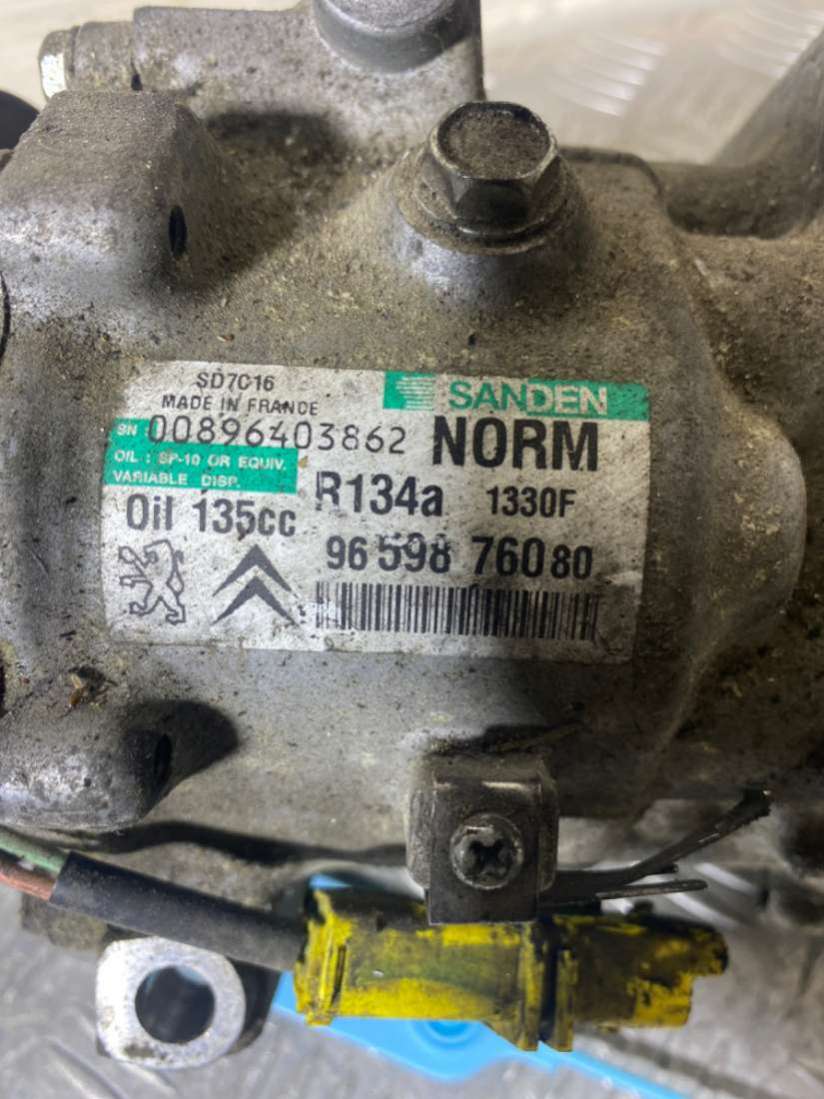 SD7C16
MADE IN FRANCE
SANDEN
SN 00896403862
NORM
OIL : SP-10 OR EQUIV.
VARIABLE DISP.
R134a 1330F
Oil 135cc
96 598 760 80